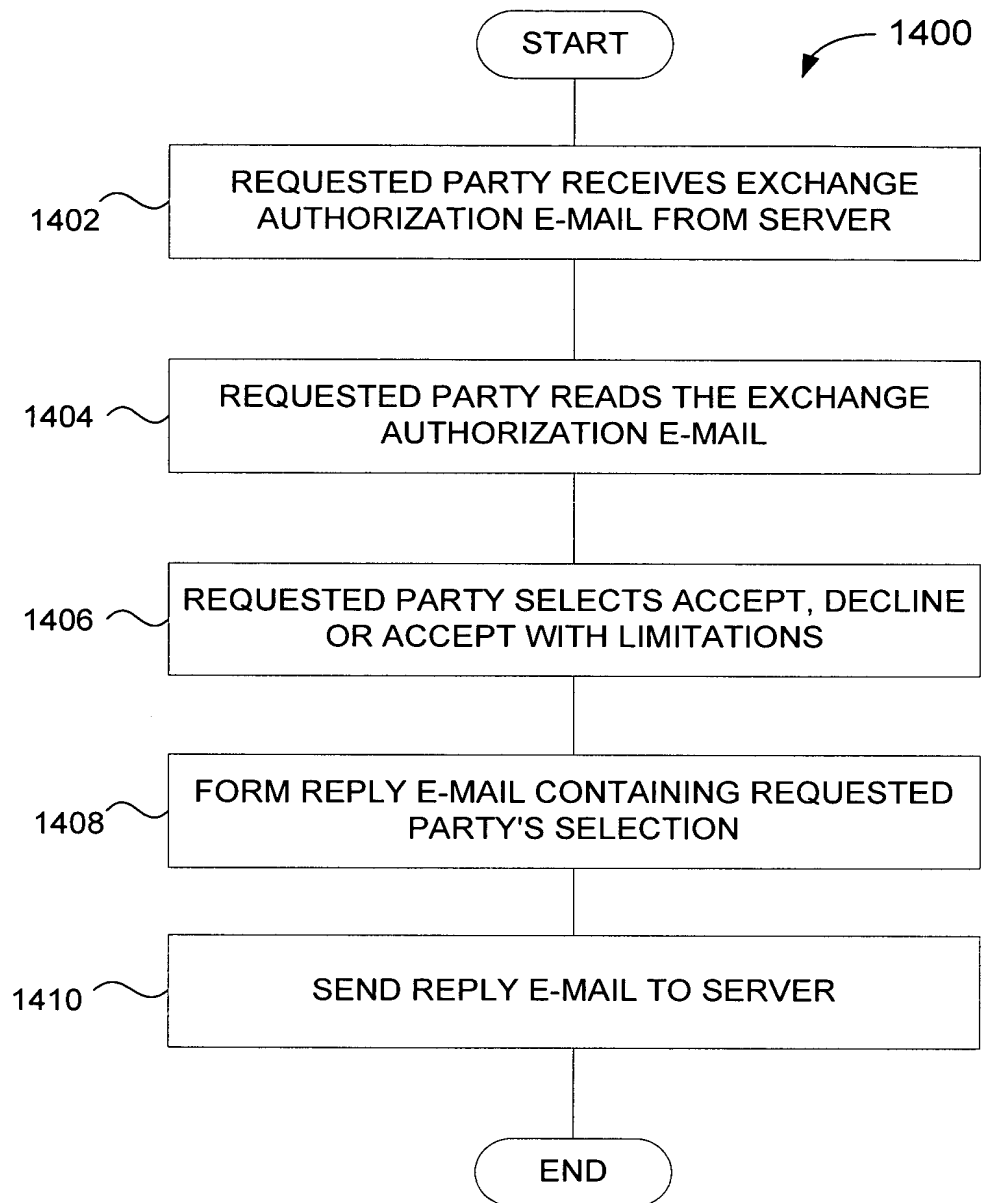 START
1400
REQUESTED PARTY RECEIVES EXCHANGE
AUTHORIZATION E-MAIL FROM SERVER
1402
REQUESTED PARTY READS THE EXCHANGE
AUTHORIZATION E-MAIL
1404
REQUESTED PARTY SELECTS ACCEPT, DECLINE
OR ACCEPT WITH LIMITATIONS
1406
FORM REPLY E-MAIL CONTAINING REQUESTED
PARTY'S SELECTION
1408
SEND REPLY E-MAIL TO SERVER
1410
END